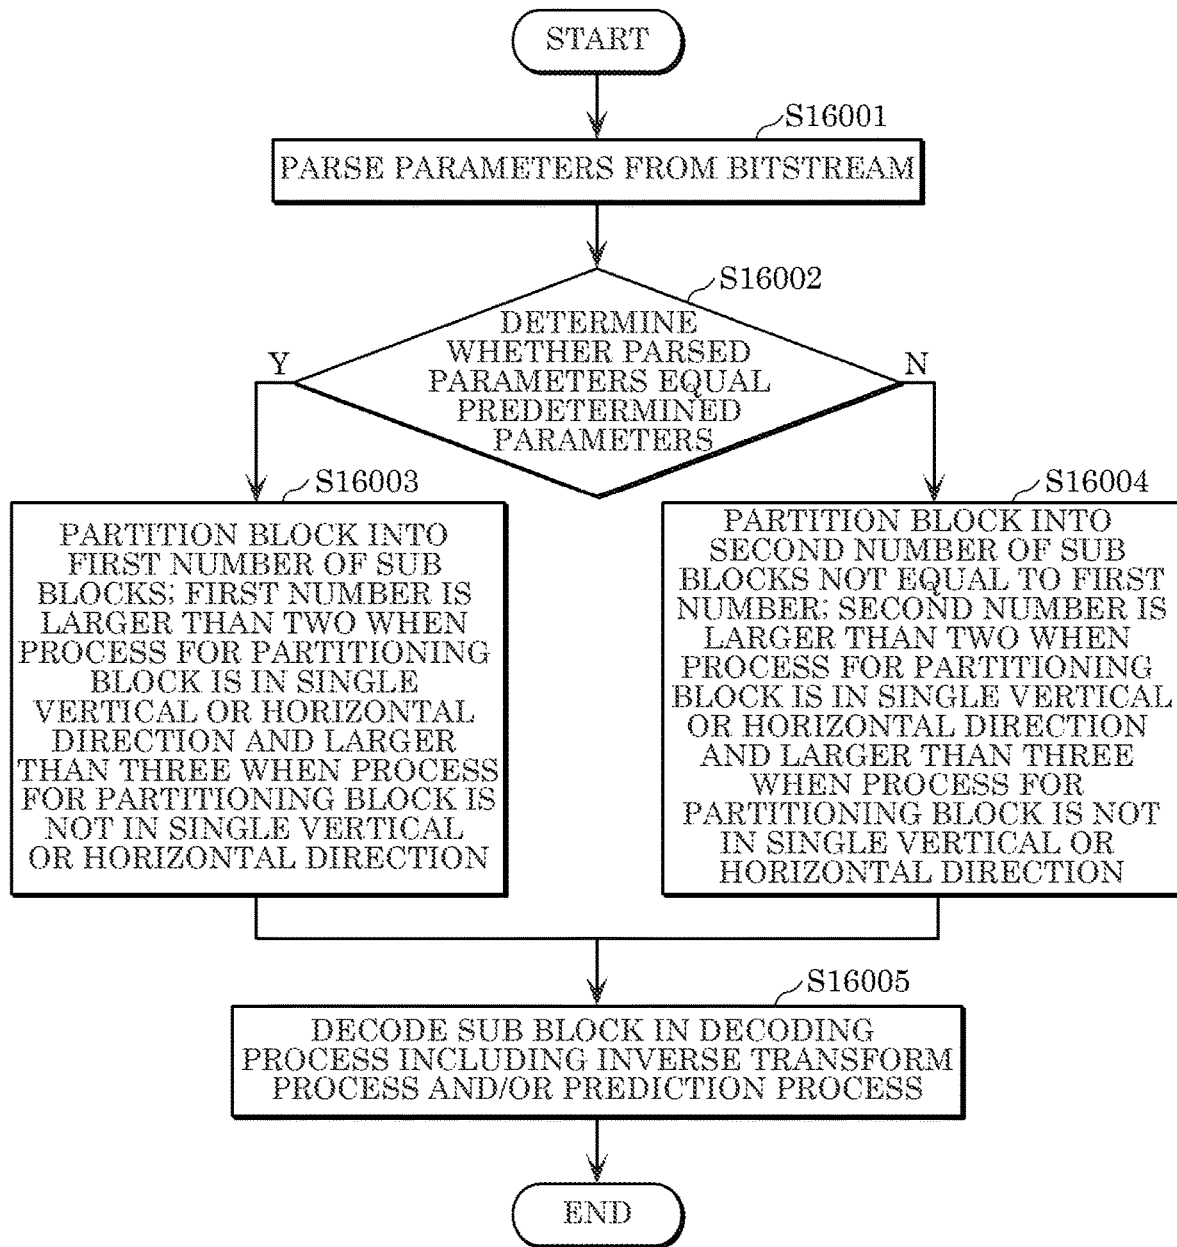 START
S16001
PARSE PARAMETERS FROM BITSTREAM
S16002
DETERMINE
WHETHER PARSED
PARAMETERS EQUAL
PREDETERMINED
PARAMETERS
Y
N
S16003
PARTITION BLOCK INTO
FIRST NUMBER OF SUB
BLOCKS; FIRST NUMBER IS
LARGER THAN TWO WHEN
PROCESS FOR PARTITIONING
BLOCK IS IN SINGLE
VERTICAL OR HORIZONTAL
DIRECTION AND LARGER
THAN THREE WHEN PROCESS
FOR PARTITIONING BLOCK IS
NOT IN SINGLE VERTICAL
OR HORIZONTAL DIRECTION
S16004
PARTITION BLOCK INTO
SECOND NUMBER OF SUB
BLOCKS NOT EQUAL TO FIRST
NUMBER; SECOND NUMBER IS
LARGER THAN TWO WHEN
PROCESS FOR PARTITIONING
BLOCK IS IN SINGLE VERTICAL
OR HORIZONTAL DIRECTION
AND LARGER THAN THREE
WHEN PROCESS FOR
PARTITIONING BLOCK IS NOT
IN SINGLE VERTICAL OR
HORIZONTAL DIRECTION
S16005
DECODE SUB BLOCK IN DECODING
PROCESS INCLUDING INVERSE TRANSFORM
PROCESS AND/OR PREDICTION PROCESS
END